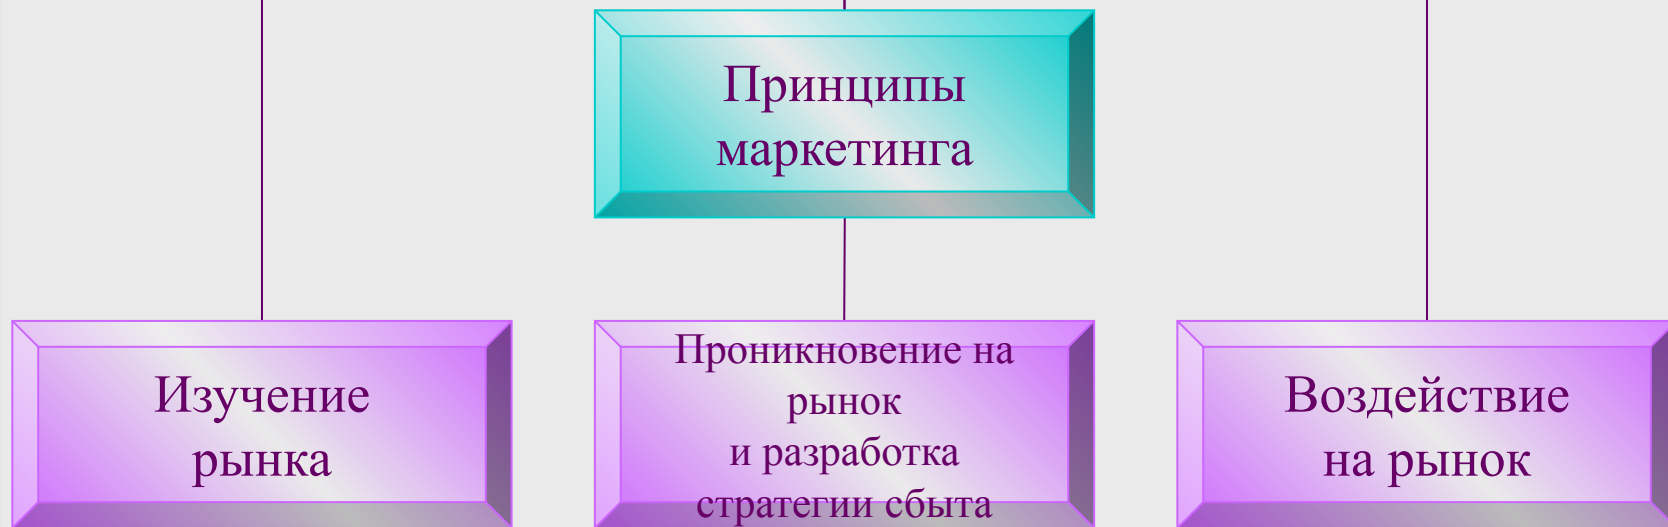 Принципы
маркетинга
Изучение
рынка
Проникновение на
рынок
и разработка
стратегии сбыта
Воздействие
на рынок